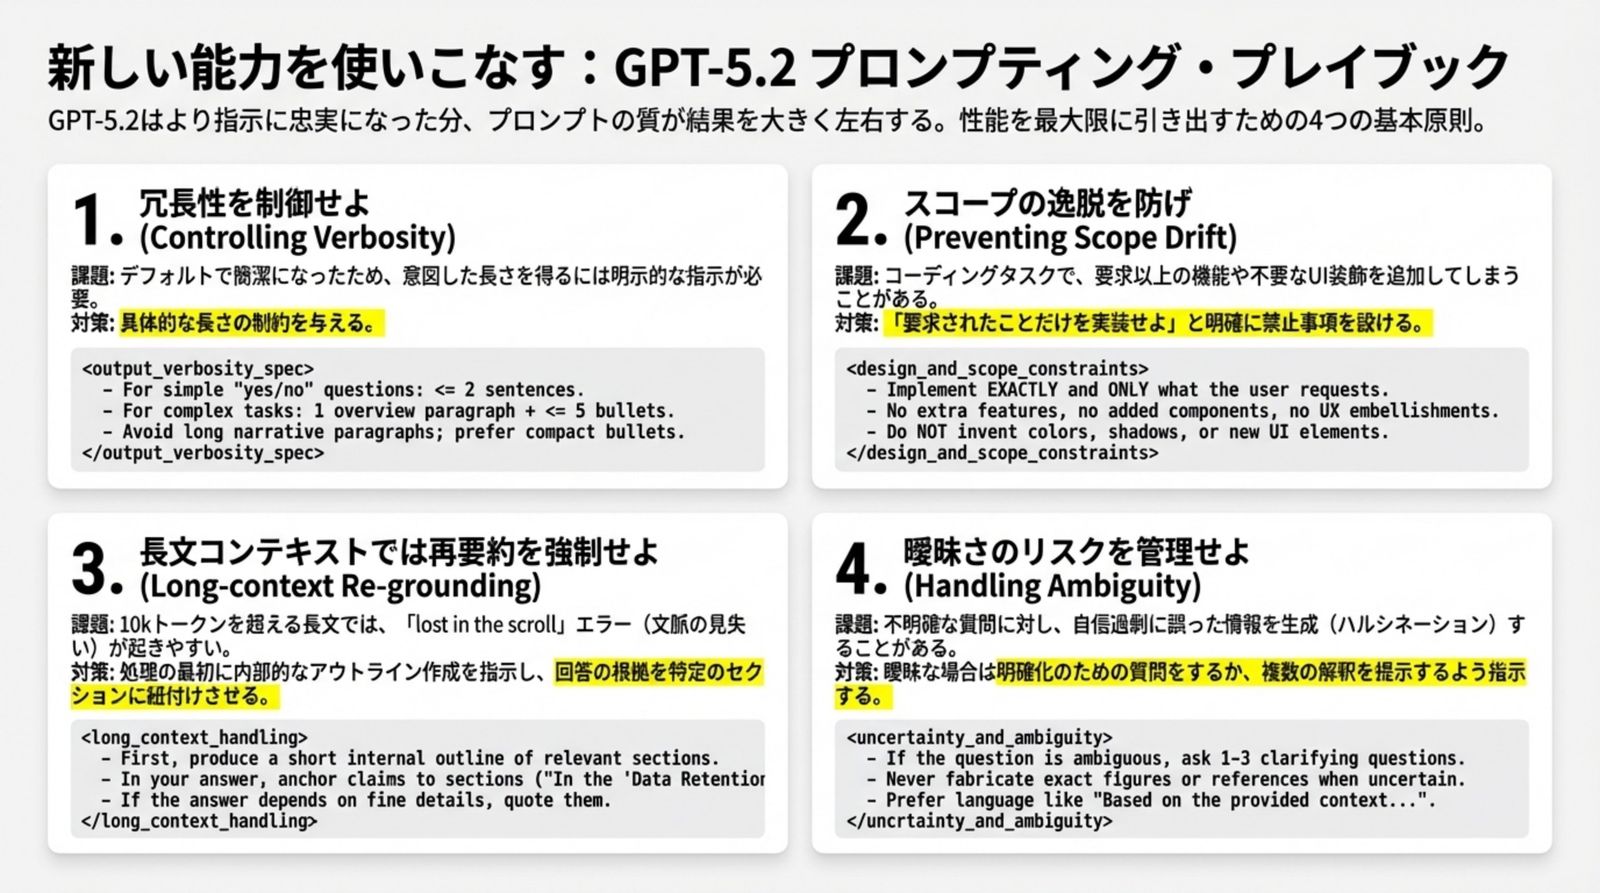 新しい能力を使いこなす：GPT-5.2 プロンプティング・プレイブック
GPT-5.2はより指示に忠実になった分、プロンプトの質が結果を大きく左右する。性能を最大限に引き出すための4つの基本原則。
1. 冗長性を制御せよ
(Controlling Verbosity)
課題: デフォルトで簡潔になったため、意図した長さを得るには明示的な指示が必
要。
対策: 具体的な長さの制約を与える。
<output_verbosity_spec>
– For simple "yes/no" questions: <= 2 sentences.
– For complex tasks: 1 overview paragraph + <= 5 bullets.
– Avoid long narrative paragraphs; prefer compact bullets.
</output_verbosity_spec>
2. スコープの逸脱を防げ
(Preventing Scope Drift)
課題: コーディングタスクで、要求以上の機能や不要なUI装飾を追加してしまう
ことがある。
対策: 「要求されたことだけを実装せよ」と明確に禁止事項を設ける。
<design_and_scope_constraints>
– Implement EXACTLY and ONLY what the user requests.
– No extra features, no added components, no UX embellishments.
– Do NOT invent colors, shadows, or new UI elements.
</design_and_scope_constraints>
3. 長文コンテキストでは再要約を強制せよ
(Long-context Re-grounding)
課題: 10kトークンを超える長文では、「lost in the scroll」エラー（文脈の見失
い）が起きやすい。
対策: 処理の最初に内部的なアウトライン作成を指示し、回答の根拠を特定のセク
ションに紐付けさせる。
<long_context_handling>
– First, produce a short internal outline of relevant sections.
– In your answer, anchor claims to sections ("In the 'Data Retention
– If the answer depends on fine details, quote them.
</long_context_handling>
4. 曖昧さのリスクを管理せよ
(Handling Ambiguity)
課題: 不明確な質問に対し、自信過剰に誤った情報を生成（ハルシネーション）す
ることがある。
対策: 曖昧な場合は明確化のための質問をするか、複数の解釈を提示するよう指示
する。
<uncertainty_and_ambiguity>
– If the question is ambiguous, ask 1–3 clarifying questions.
– Never fabricate exact figures or references when uncertain.
– Prefer language like "Based on the provided context...".
</uncrtainty_and_ambiguity>